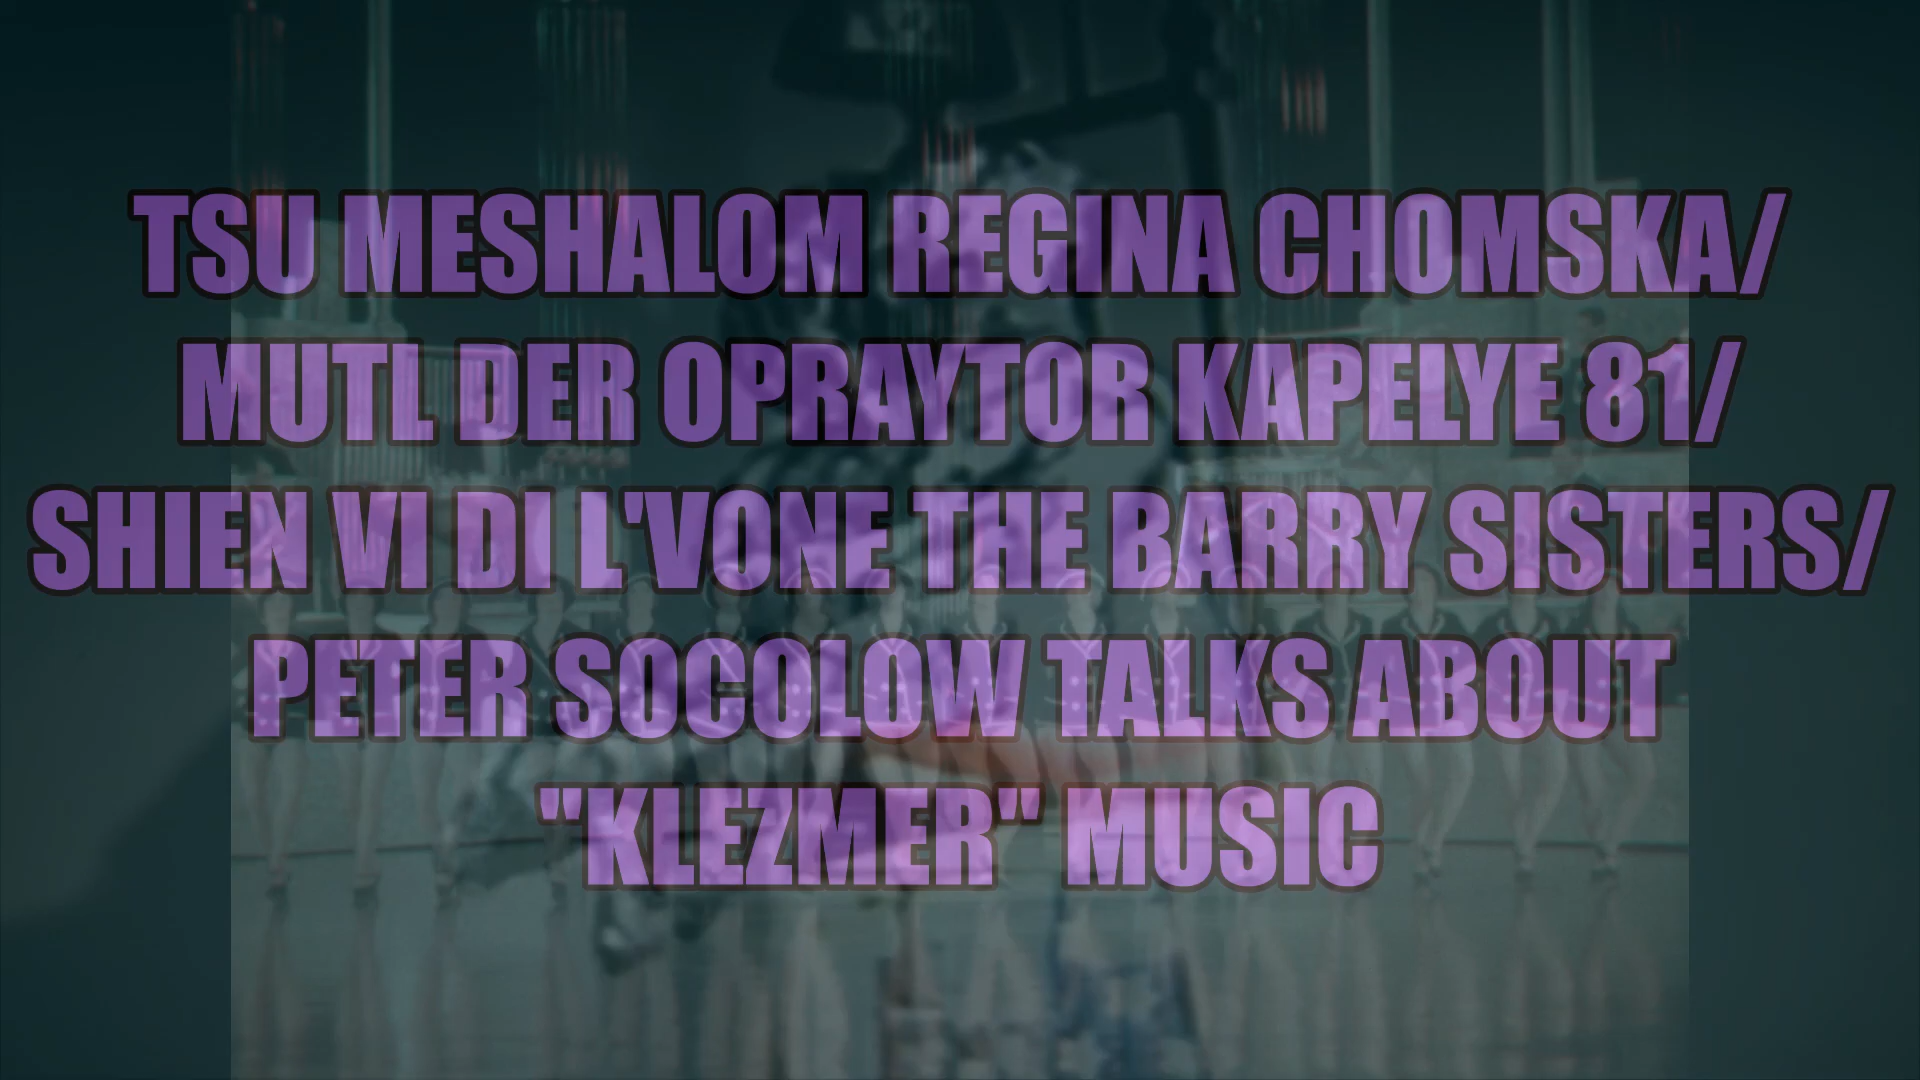 TSU MESHALOM REGINA CHOMSKA/
MUTL DER OPRAYTOR KAPELYE 81/
SHIEN VI DI L'VONE THE BARRY SISTERS/
PETER SOCOLOW TALKS ABOUT
"KLEZMER" MUSIC